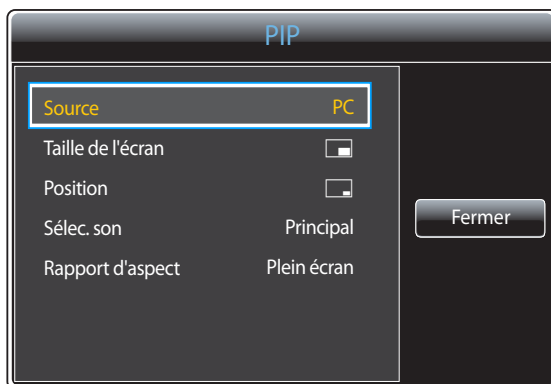 PIP
Source PC
Taille de l'écran
Position
Sélec. son Principal
Rapport d'aspect Plein écran
Fermer